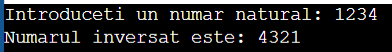 Introduceti un numar natural: 1234
Numarul inversat este: 4321